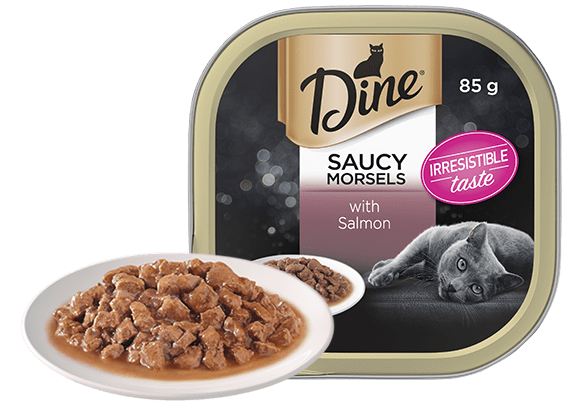 Dine®
85 g
SAUCY
MORSELS
with
Salmon
IRRESISTIBLE
taste